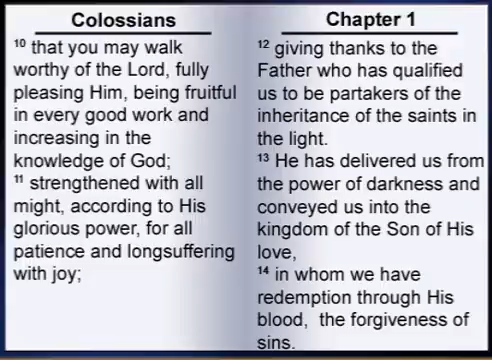 Colossians
10 that you may walk
worthy of the Lord, fully
pleasing Him, being fruitful
in every good work and
increasing in the
knowledge of God;
11 strengthened with all
might, according to His
glorious power, for all
patience and longsuffering
with joy;
Chapter 1
12 giving thanks to the
Father who has qualified
us to be partakers of the
inheritance of the saints in
the light.
13 He has delivered us from
the power of darkness and
conveyed us into the
kingdom of the Son of His
love,
14 in whom we have
redemption through His
blood, the forgiveness of
sins.